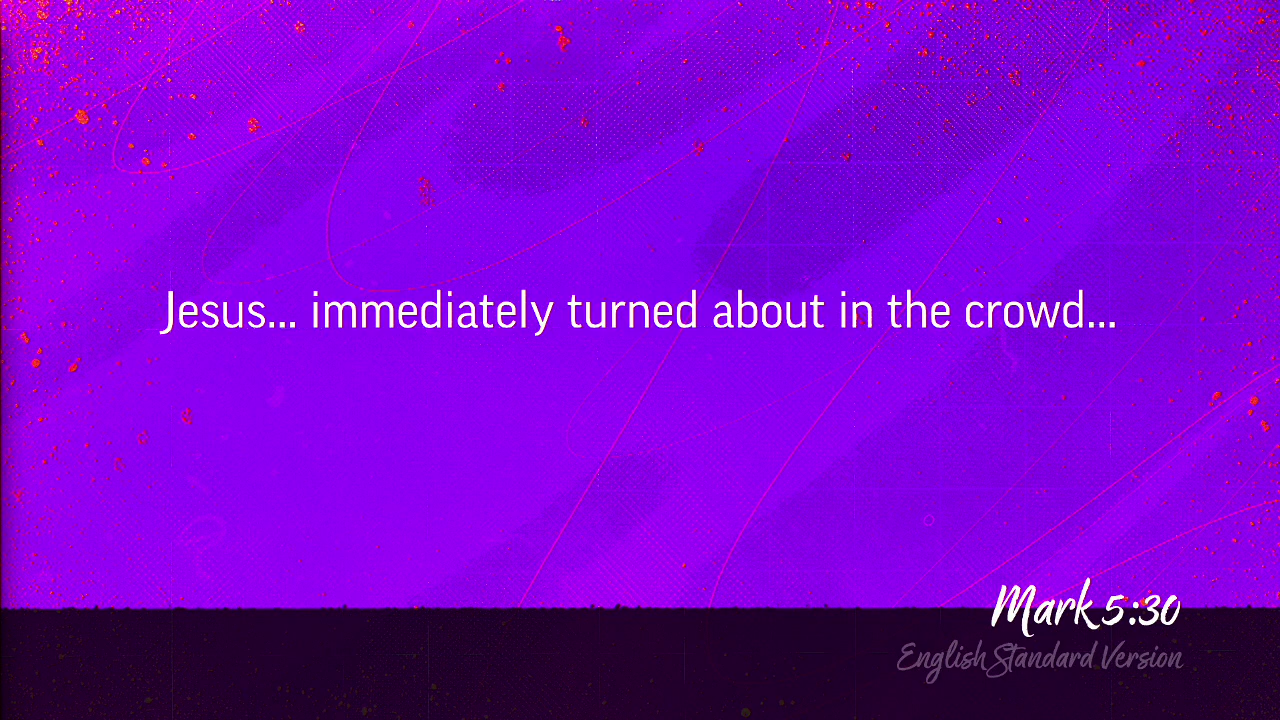 Jesus... immediately turned about in the crowd...
Mark 5:30
English Standard Version